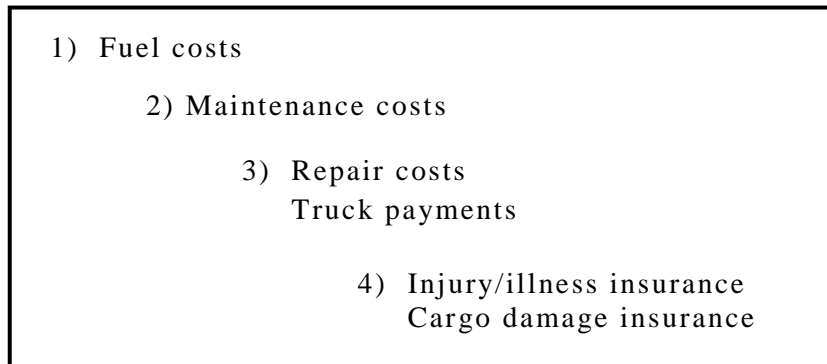 1) Fuel costs
2) Maintenance costs
3) Repair costs
Truck payments
4) Injury/illness insurance
Cargo damage insurance